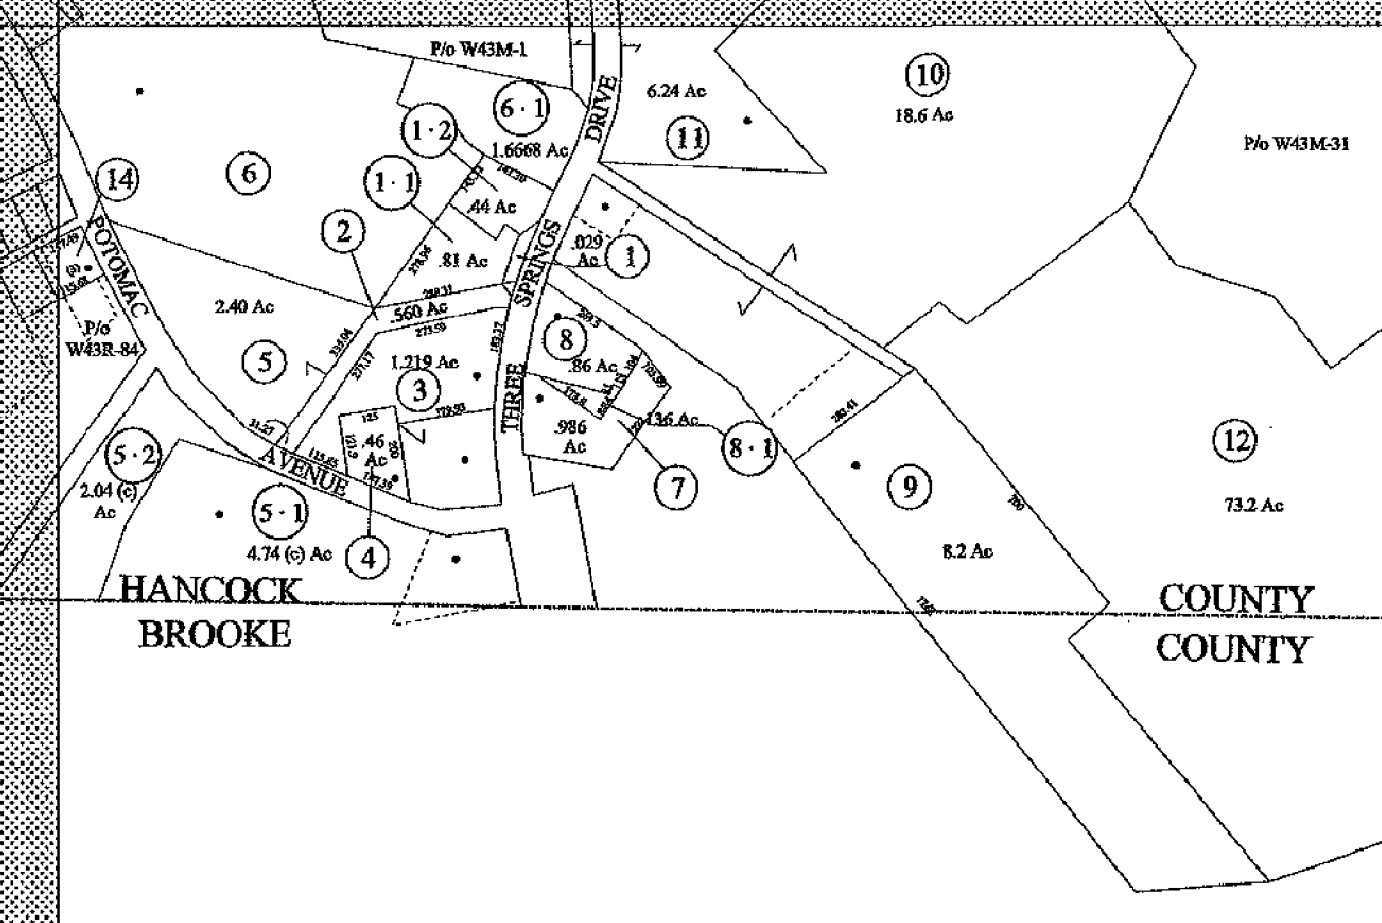 P/o W43M-1
10
6.24 Ac
18.6 Ac
6·1
DRIVE
1·2
11
P/o W43M-31
1.6668 Ac
14
6
1·1
.44 Ac
2
POTOMAC
.029
Ac
1
.81 Ac
SPRINGS
2.40 Ac
.560 Ac
273.59
P/o
W43R-84
8
5
1.219 Ac
.86 Ac
3
THREE
125
.136 Ac
.986
Ac
8·1
.46
Ac
200
12
5·2
AVENUE
2.04 (c)
Ac
7
9
5·1
73.2 Ac
4.74 (c) Ac
4
8.2 Ac
HANCOCK
COUNTY
BROOKE
COUNTY